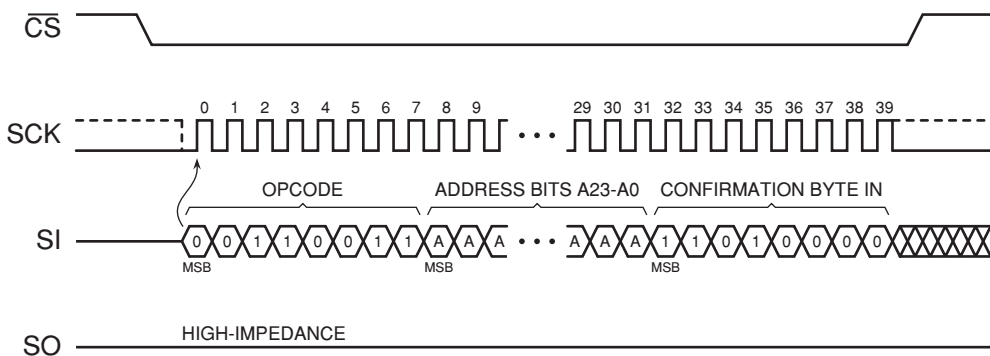 CS
0 1 2 3 4 5 6 7 8 9 29 30 31 32 33 34 35 36 37 38 39
SCK
OPCODE ADDRESS BITS A23-A0 CONFIRMATION BYTE IN
SI 0 0 1 1 0 0 1 1 A A A A A A 1 1 0 1 0 0 0 0
MSB MSB MSB
HIGH-IMPEDANCE
SO